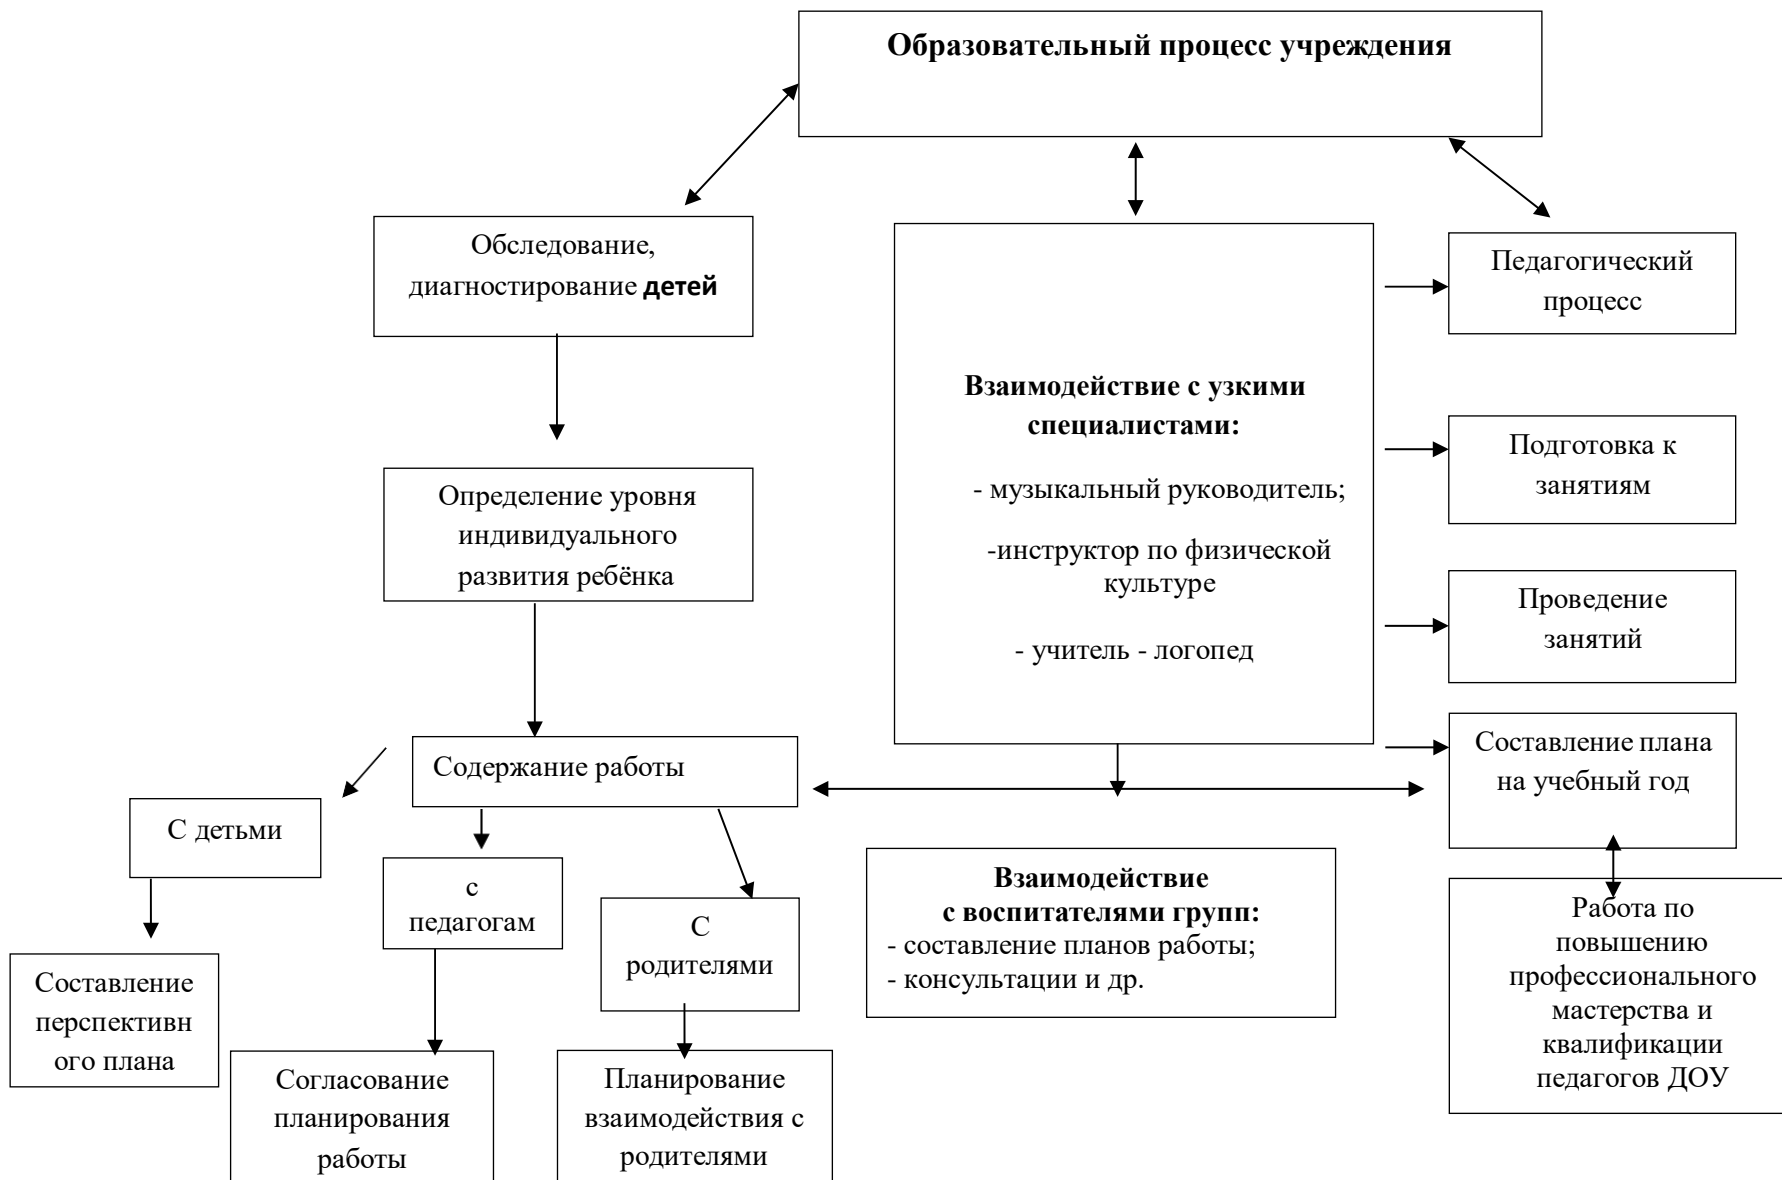 Образовательный процесс учреждения
Обследование,
диагностирование детей
Определение уровня
индивидуального
развития ребёнка
Содержание работы
С детьми
с
педагогам
С
родителями
Составление
перспективн
ого плана
Согласование
планирования
работы
Планирование
взаимодействия с
родителями
Взаимодействие с узкими
специалистами:
- музыкальный руководитель;
-инструктор по физической
культуре
- учитель - логопед
Взаимодействие
с воспитателями групп:
- составление планов работы;
- консультации и др.
Педагогический
процесс
Подготовка к
занятиям
Проведение
занятий
Составление плана
на учебный год
Работа по
повышению
профессионального
мастерства и
квалификации
педагогов ДОУ